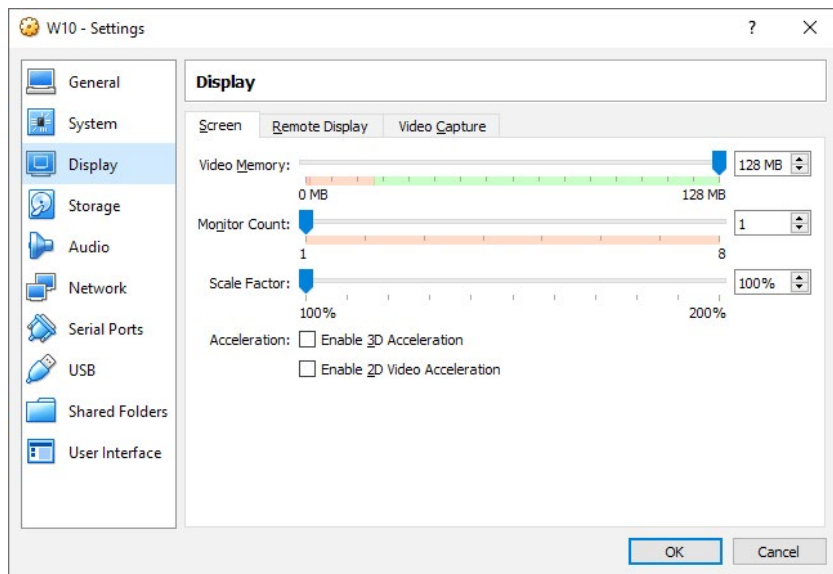 W10 - Settings
General
System
Display
Storage
Audio
Network
Serial Ports
USB
Shared Folders
User Interface
Display
Screen Remote Display Video Capture
Video Memory: 128 MB
0 MB 128 MB
Monitor Count: 1
1 8
Scale Factor: 100%
100% 200%
Acceleration: Enable 3D Acceleration
Enable 2D Video Acceleration
OK Cancel